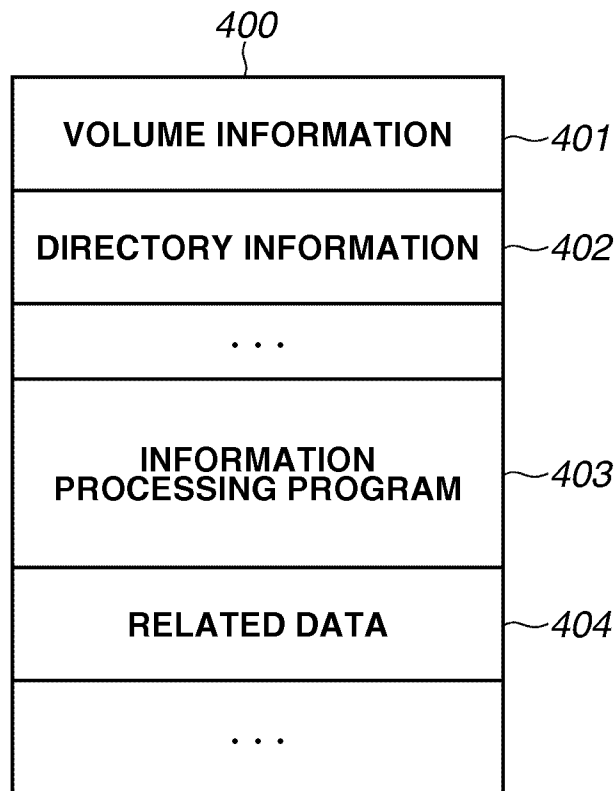 400
VOLUME INFORMATION
401
DIRECTORY INFORMATION
402
...
INFORMATION
PROCESSING PROGRAM
403
RELATED DATA
404
...